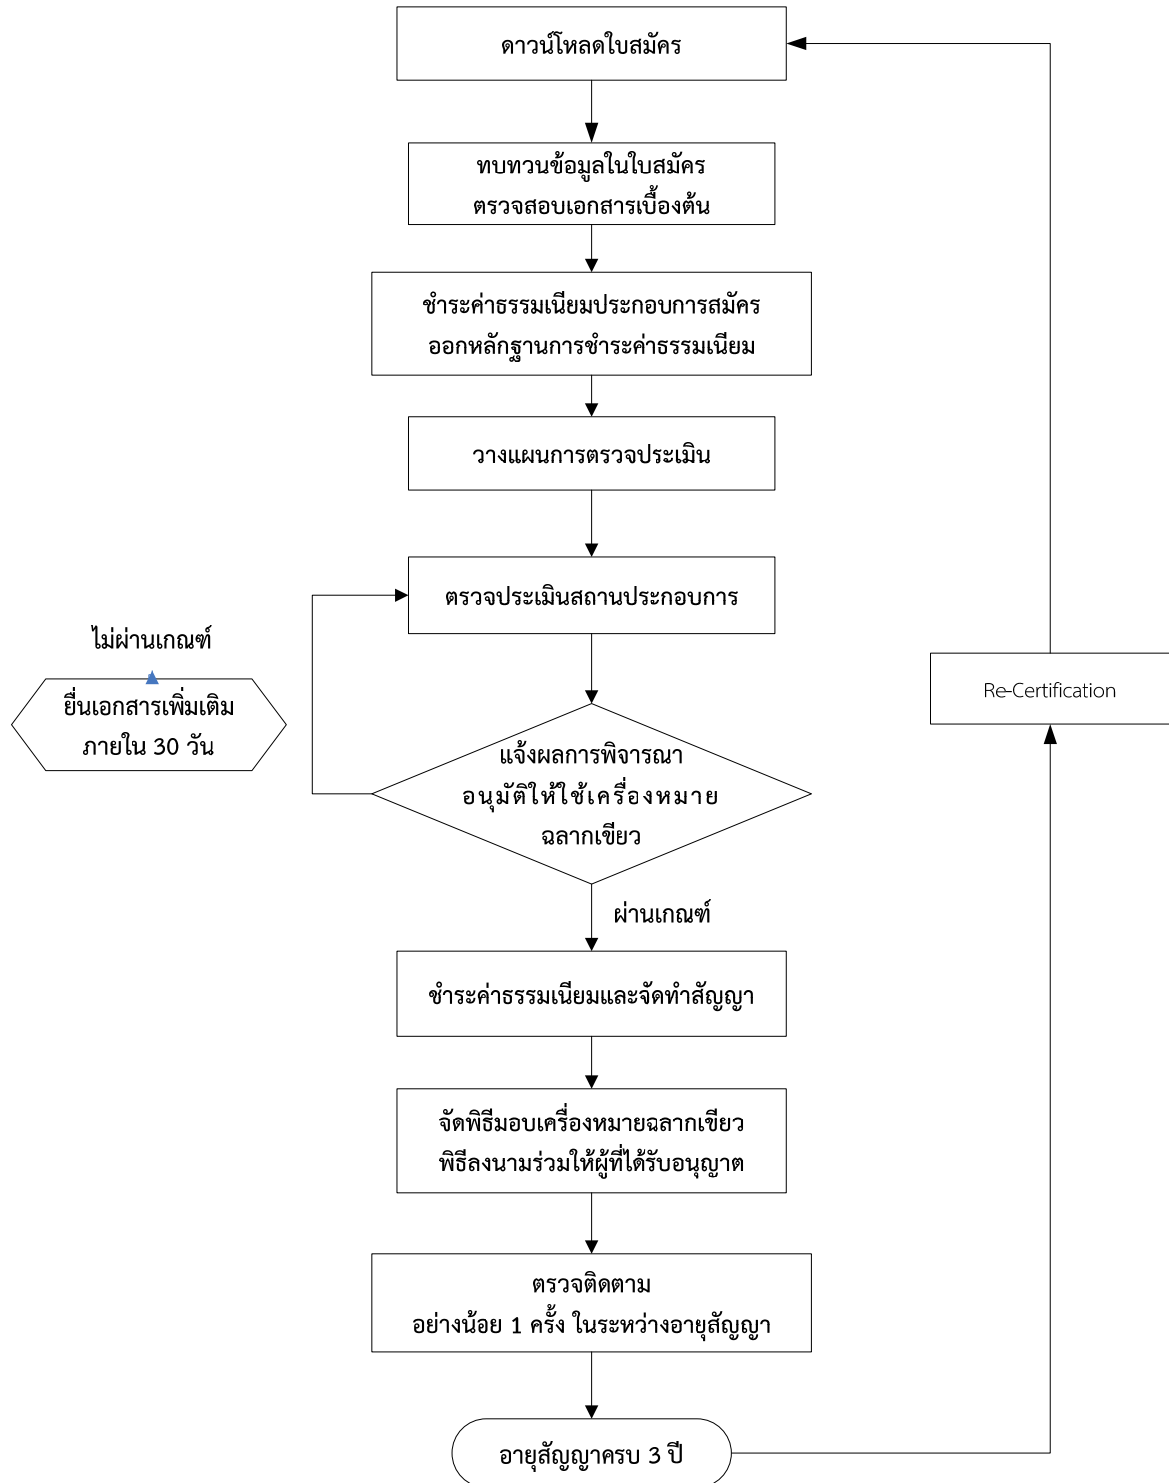 ดาวน์โหลดใบสมัคร
ทบทวนข้อมูลในใบสมัคร
ตรวจสอบเอกสารเบื้องต้น
ชำระค่าธรรมเนียมประกอบการสมัคร
ออกหลักฐานการชำระค่าธรรมเนียม
วางแผนการตรวจประเมิน
ตรวจประเมินสถานประกอบการ
ไม่ผ่านเกณฑ์
ยื่นเอกสารเพิ่มเติม
ภายใน 30 วัน
Re-Certification
แจ้งผลการพิจารณา
อนุมัติให้ใช้เครื่องหมาย
ฉลากเขียว
ผ่านเกณฑ์
ชำระค่าธรรมเนียมและจัดทำสัญญา
จัดพิธีมอบเครื่องหมายฉลากเขียว
พิธีลงนามร่วมให้ผู้ที่ได้รับอนุญาต
ตรวจติดตาม
อย่างน้อย 1 ครั้ง ในระหว่างอายุสัญญา
อายุสัญญาครบ 3 ปี